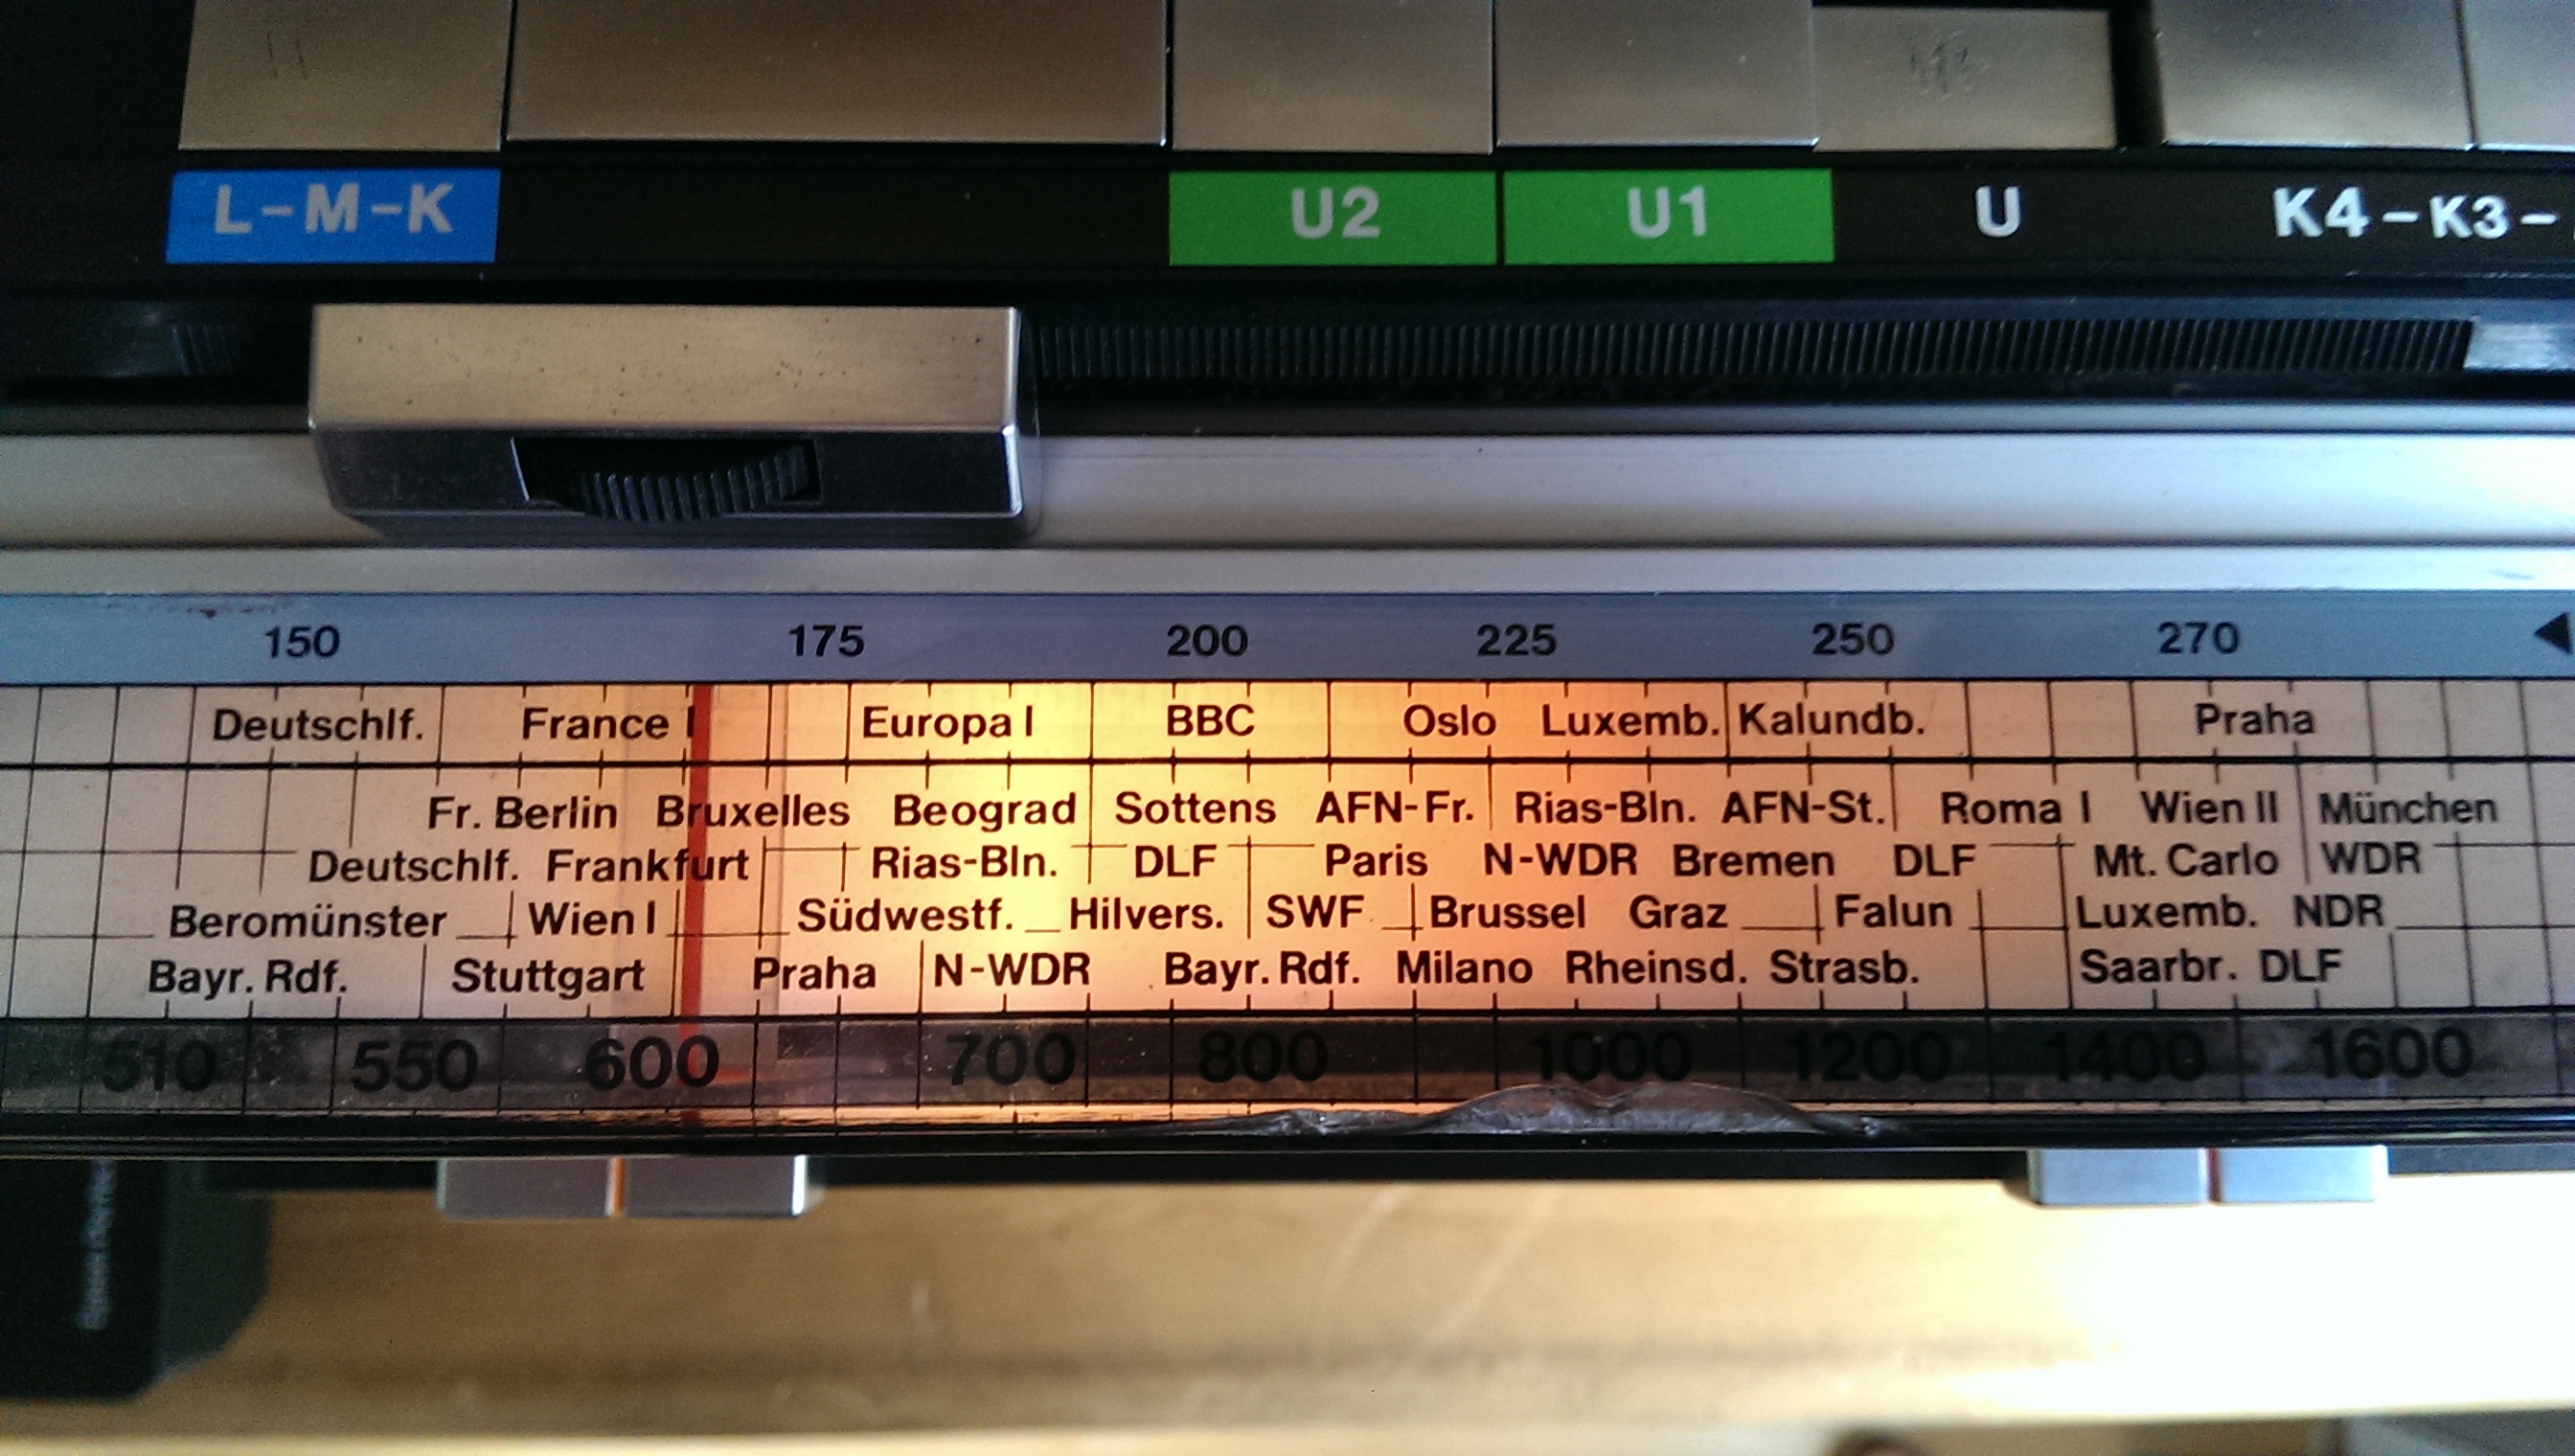 L-M-K U2 U1 U K4-K3-
150 175 200 225 250 270
Deutschlf. France I Europa I BBC Oslo Luxemb. Kalundb. Praha
Fr. Berlin Bruxelles Beograd Sottens AFN-Fr. Rias-Bln. AFN-St. Roma I Wien II München
Deutschlf. Frankfurt Rias-Bln. DLF Paris N-WDR Bremen DLF Mt. Carlo WDR
Beromünster Wien I Südwestf. Hilvers. SWF Brussel Graz Falun Luxemb. NDR
Bayr. Rdf. Stuttgart Praha N-WDR Bayr. Rdf. Milano Rheinsd. Strasb. Saarbr. DLF
510 550 600 700 800 1000 1200 1400 1600